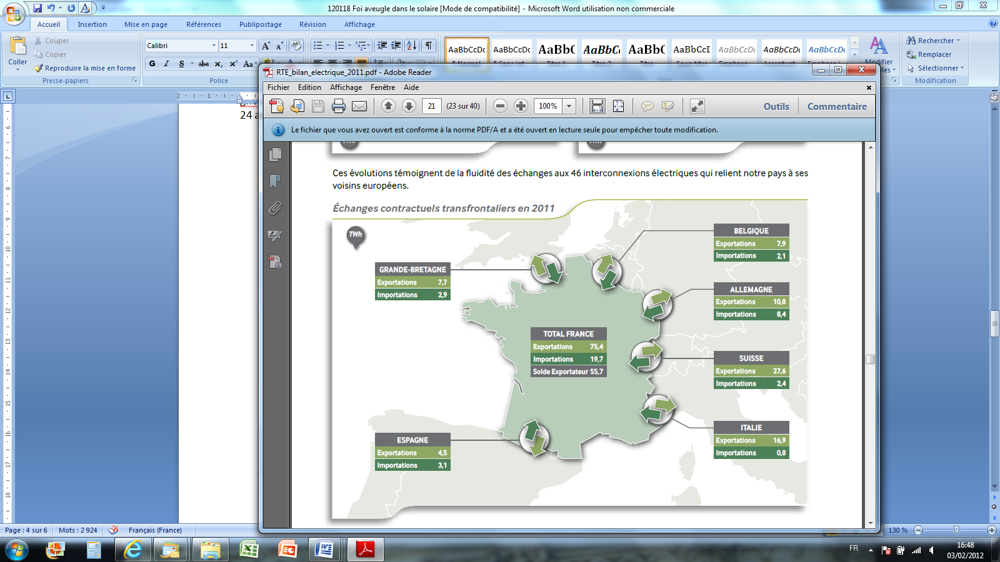 120118 Foi aveugle dans le solaire [Mode de compatibilité] - Microsoft Word utilisation non commerciale
Accueil Insertion Mise en page Références Publipostage Révision Affichage
Coller
Couper
Copier
Reproduire la mise en forme
Presse-papiers
Calibri 11
G I S abc X₂ X² Aa
Police
AaBbCcDc AaBbCcDc AaBbC AaBbCc AaBbC AaBbCcI AaBbCcDc AaBbCcDc AaBbCcDc
Modifier
Rechercher
Remplacer
Sélectionner
Modification
24 a
RTE_bilan_electrique_2011.pdf - Adobe Reader
Fichier Edition Affichage Fenêtre Aide
21 (23 sur 40) 100% Outils Commentaire
Le fichier que vous avez ouvert est conforme à la norme PDF/A et a été ouvert en lecture seule pour empêcher toute modification.
Ces évolutions témoignent de la fluidité des échanges aux 46 interconnexions électriques qui relient notre pays à ses
voisins européens.
Échanges contractuels transfrontaliers en 2011
TWh
BELGIQUE
Exportations 7,9
Importations 2,1
GRANDE-BRETAGNE
Exportations 7,7
Importations 2,9
ALLEMAGNE
Exportations 10,8
Importations 8,4
TOTAL FRANCE
Exportations 75,4
Importations 19,7
Solde Exportateur 55,7
SUISSE
Exportations 27,6
Importations 2,4
ITALIE
Exportations 16,9
Importations 0,8
ESPAGNE
Exportations 4,5
Importations 3,1
Page : 4 sur 6 Mots : 2 924 Français (France) 130 %
FR 16:48
03/02/2012